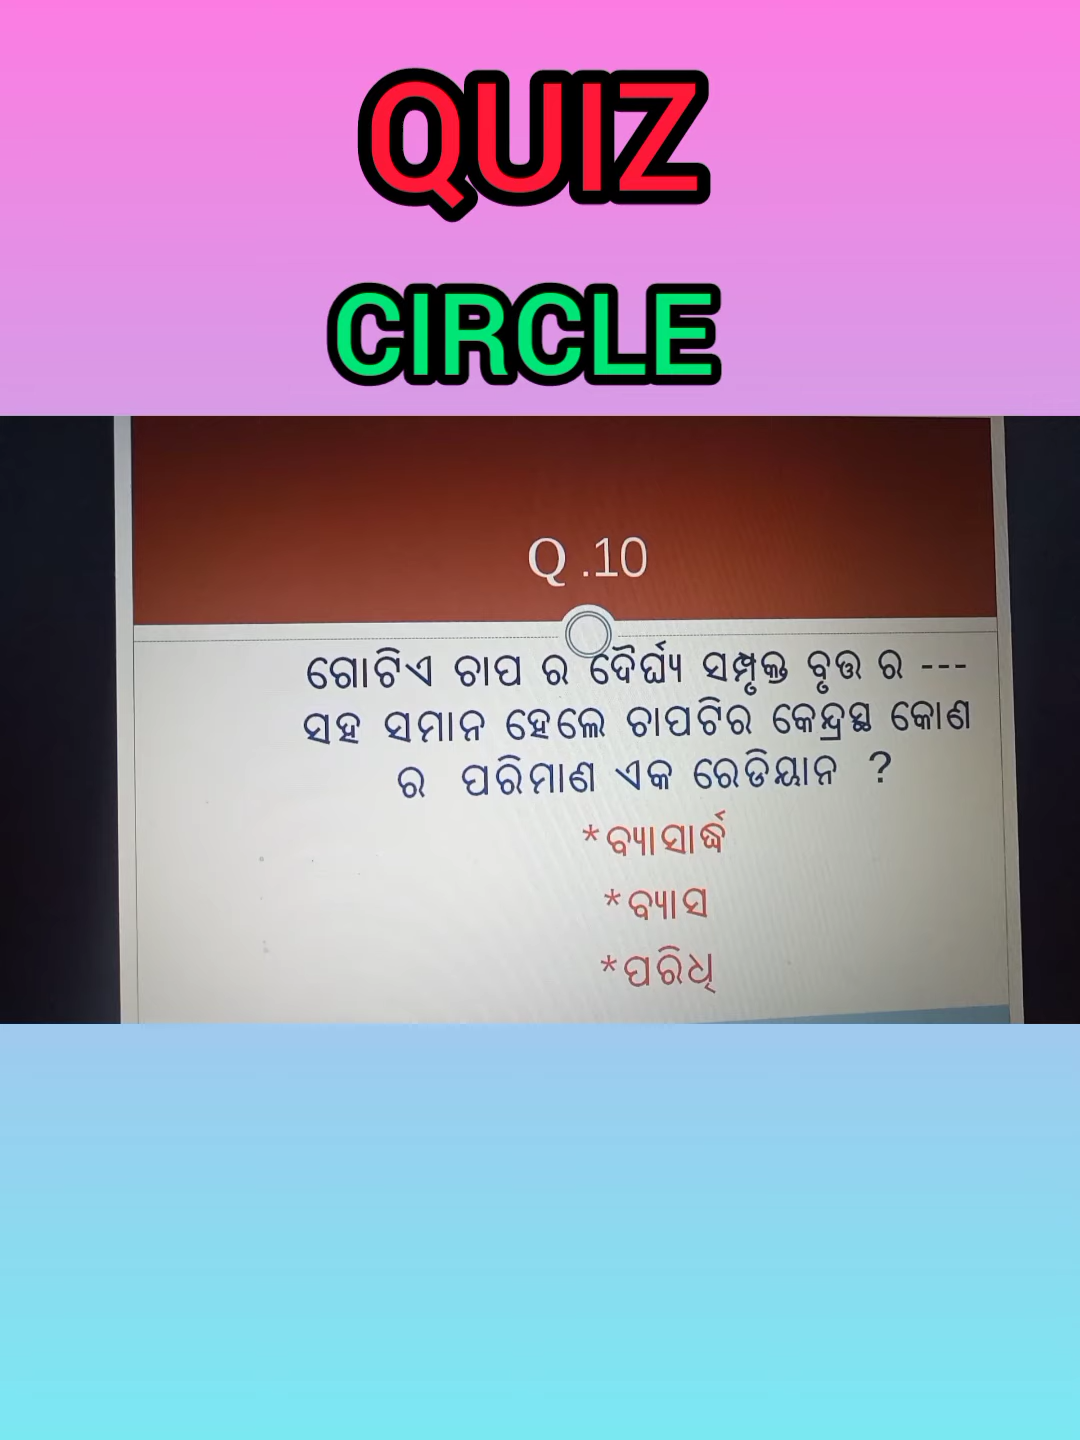 QUIZ
CIRCLE
Q .10
ଗୋଟିଏ ଚାପ ର ଦୈର୍ଘ୍ୟ ସମ୍ପୃକ୍ତ ବୃତ୍ତ ର ---
ସହ ସମାନ ହେଲେ ଚାପଟିର କେନ୍ଦ୍ରସ୍ଥ କୋଣ
ର ପରିମାଣ ଏକ ରେଡିୟାନ ?
*ବ୍ୟାସାର୍ଦ୍ଧ
*ବ୍ୟାସ
*ପରିଧି